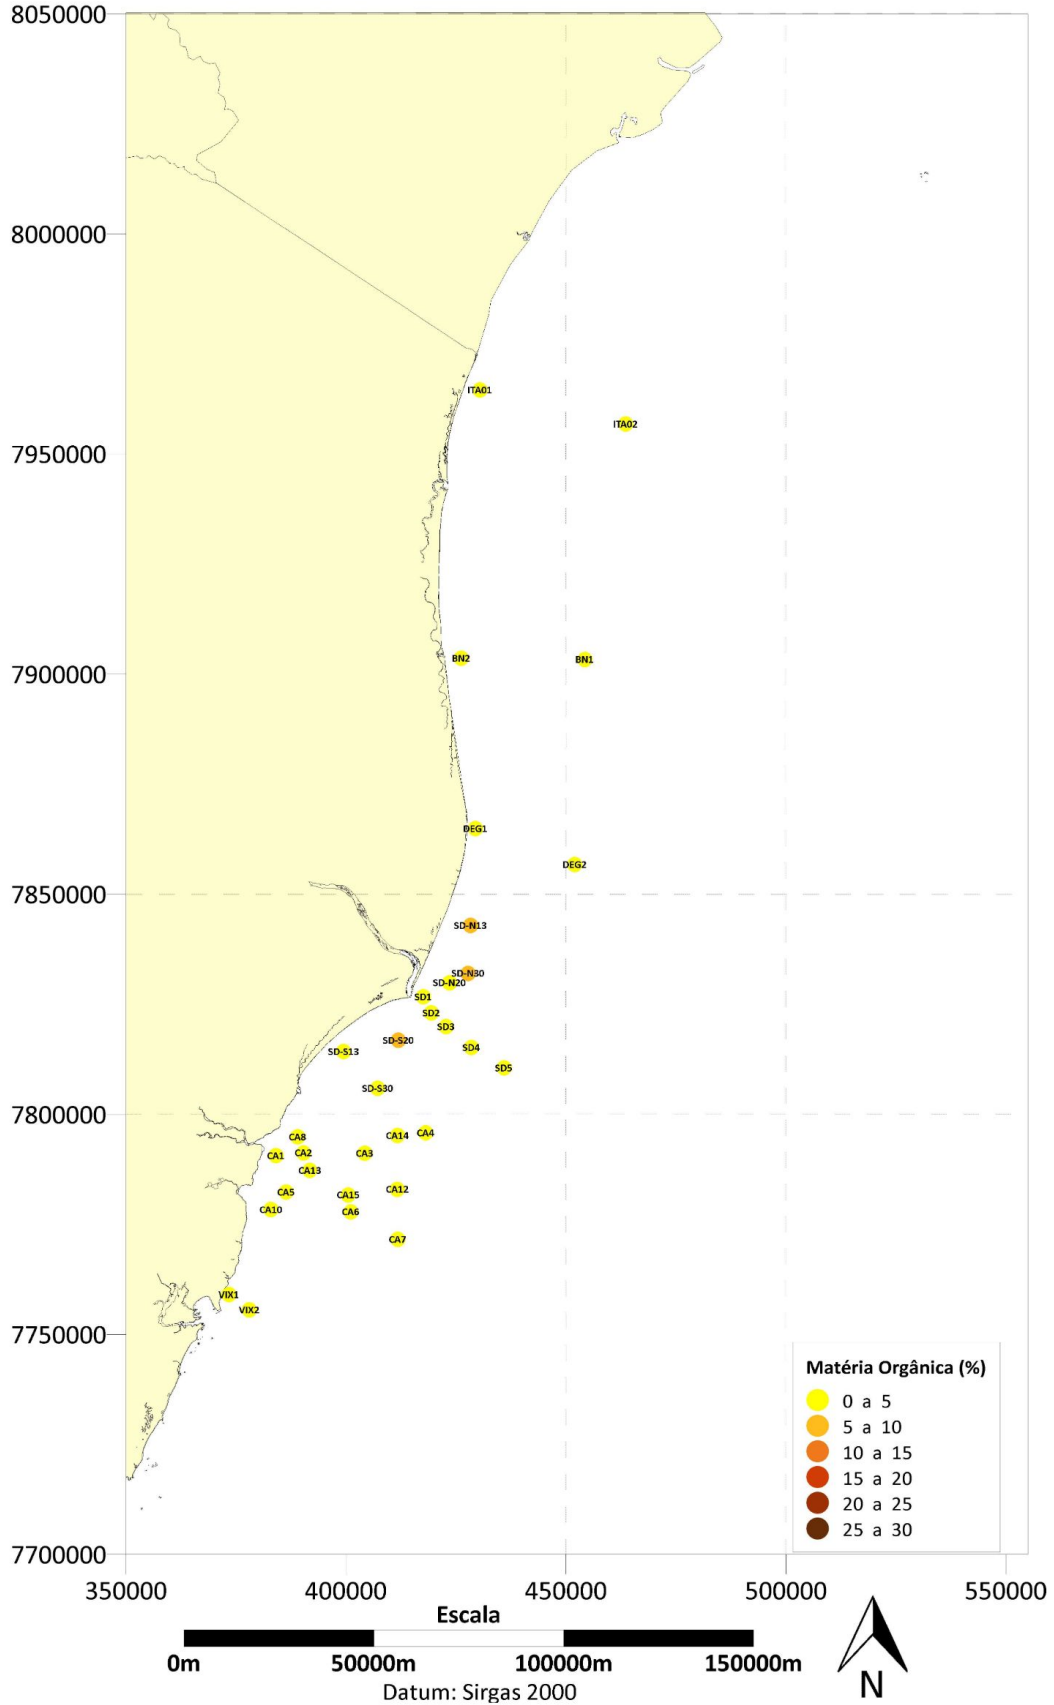 8050000
8000000
7950000
7900000
7850000
7800000
7750000
7700000
ITA01
ITA02
BN2
BN1
DEG1
DEG2
SD-N13
SD-N30
SD-N20
SD1
SD2
SD3
SD-S20
SD4
SD-S13
SD5
SD-S30
CA4
CA14
CA8
CA2
CA3
CA1
CA13
CA12
CA5
CA15
CA10
CA6
CA7
VIX1
VIX2
Matéria Orgânica (%)
0 a 5
5 a 10
10 a 15
15 a 20
20 a 25
25 a 30
350000 400000 450000 500000 550000
Escala
0m 50000m 100000m 150000m
Datum: Sirgas 2000
N